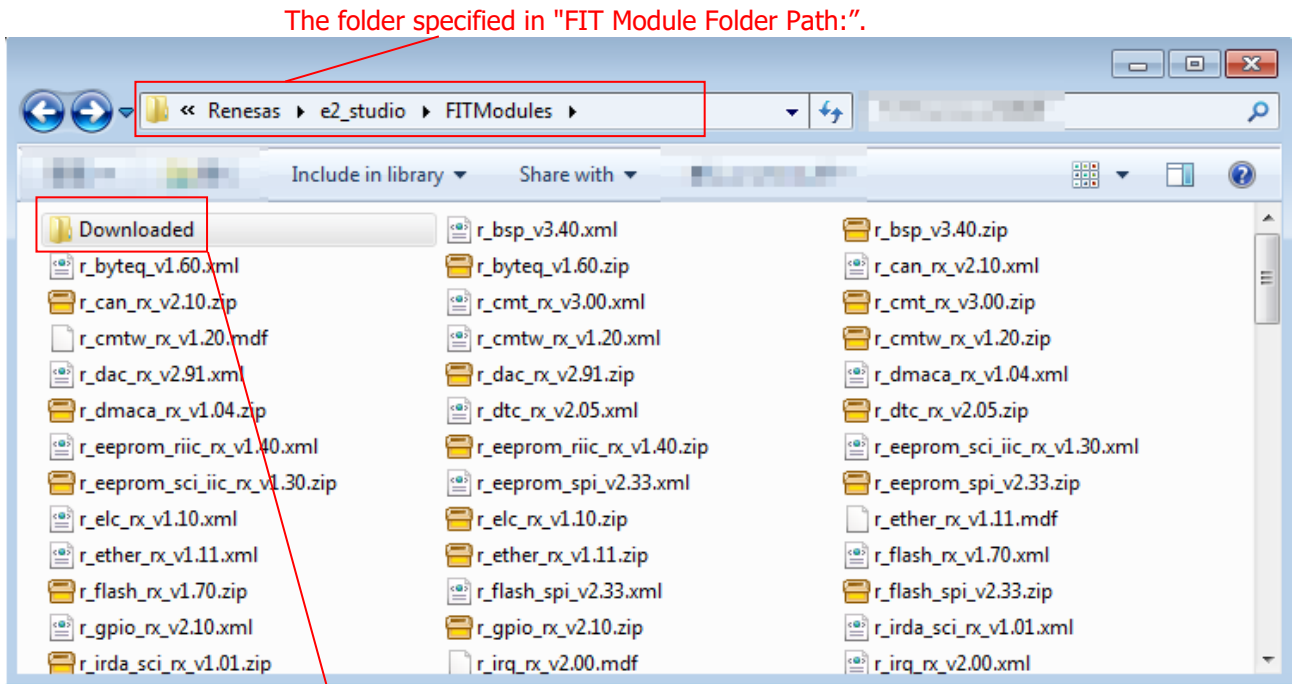 The folder specified in "FIT Module Folder Path:”.
« Renesas ▸ e2_studio ▸ FITModules ▸
Include in library ▾ Share with ▾
Downloaded r_bsp_v3.40.xml r_bsp_v3.40.zip
r_byteq_v1.60.xml r_byteq_v1.60.zip r_can_rx_v2.10.xml
r_can_rx_v2.10.zip r_cmt_rx_v3.00.xml r_cmt_rx_v3.00.zip
r_cmtw_rx_v1.20.mdf r_cmtw_rx_v1.20.xml r_cmtw_rx_v1.20.zip
r_dac_rx_v2.91.xml r_dac_rx_v2.91.zip r_dmaca_rx_v1.04.xml
r_dmaca_rx_v1.04.zip r_dtc_rx_v2.05.xml r_dtc_rx_v2.05.zip
r_eeprom_riic_rx_v1.40.xml r_eeprom_riic_rx_v1.40.zip r_eeprom_sci_iic_rx_v1.30.xml
r_eeprom_sci_iic_rx_v1.30.zip r_eeprom_spi_v2.33.xml r_eeprom_spi_v2.33.zip
r_elc_rx_v1.10.xml r_elc_rx_v1.10.zip r_ether_rx_v1.11.mdf
r_ether_rx_v1.11.xml r_ether_rx_v1.11.zip r_flash_rx_v1.70.xml
r_flash_rx_v1.70.zip r_flash_spi_v2.33.xml r_flash_spi_v2.33.zip
r_gpio_rx_v2.10.xml r_gpio_rx_v2.10.zip r_irda_sci_rx_v1.01.xml
r_irda_sci_rx_v1.01.zip r_irq_rx_v2.00.mdf r_irq_rx_v2.00.xml